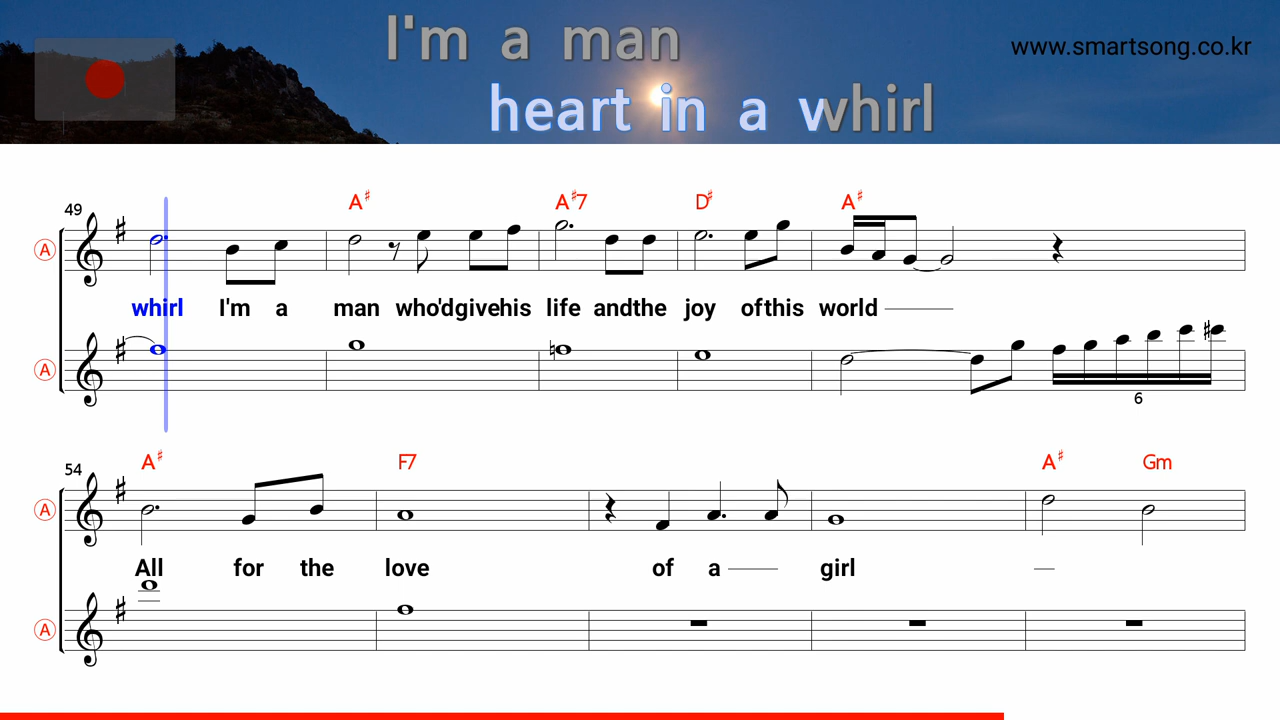 I'm a man
www.smartsong.co.kr
heart in a whirl
49
A♯ A♯7 D♯ A♯
A
whirl I'm a man who'dgivehis life andthe joy ofthis world
A
6
54
A♯ F7 A♯ Gm
A
All for the love of a girl
A